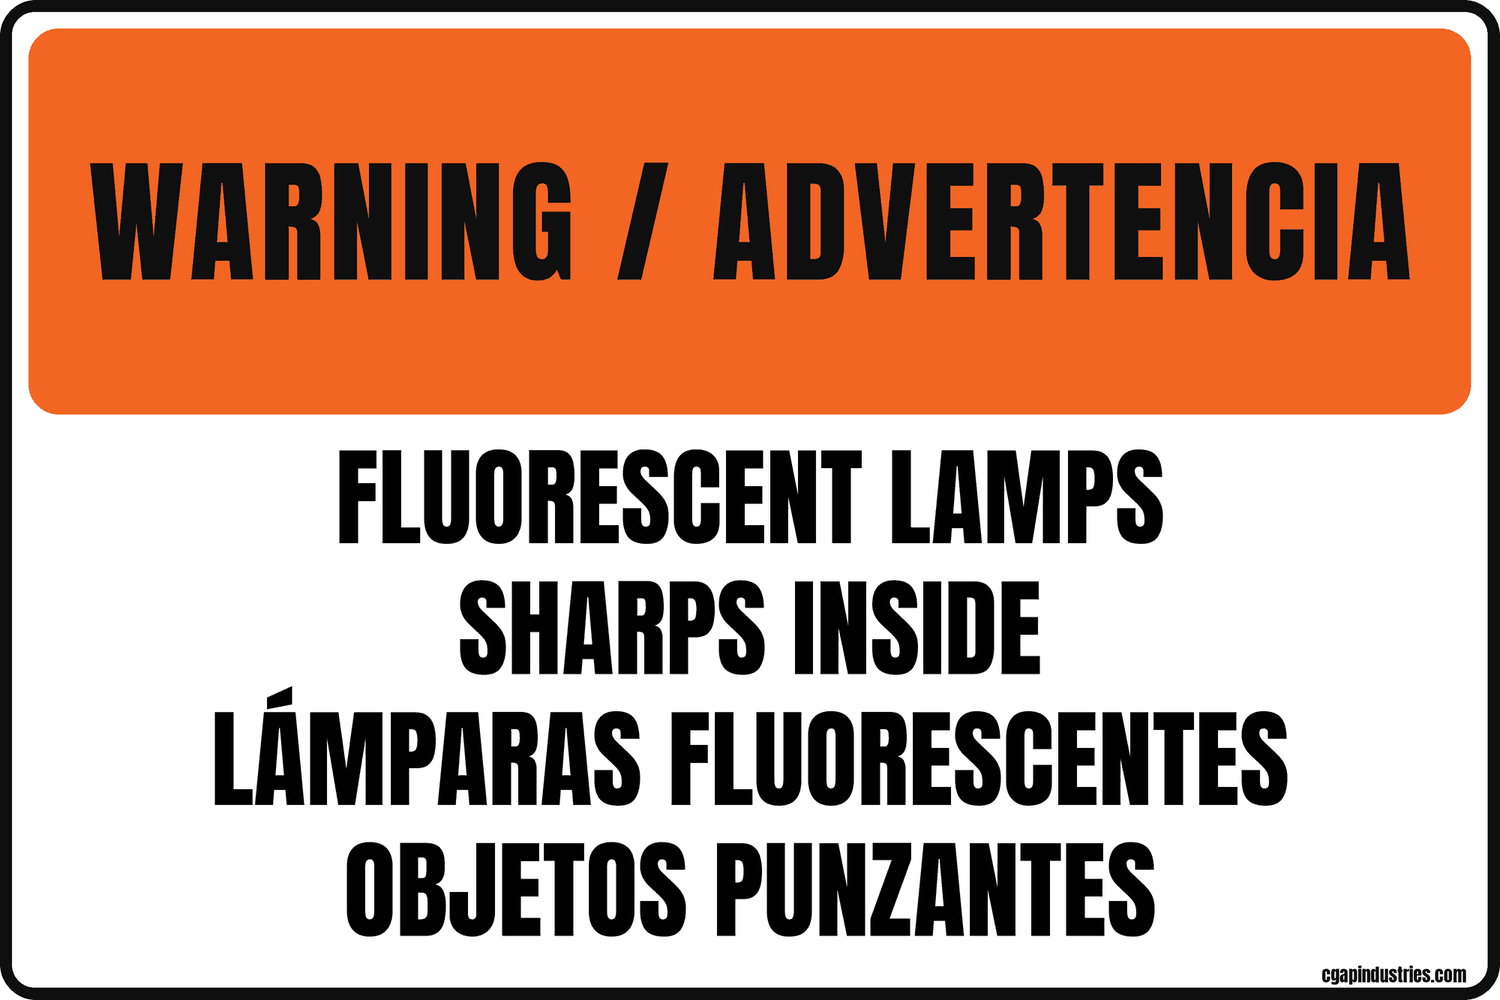 WARNING / ADVERTENCIA
FLUORESCENT LAMPS
SHARPS INSIDE
LÁMPARAS FLUORESCENTES
OBJETOS PUNZANTES
cgapindustries.com